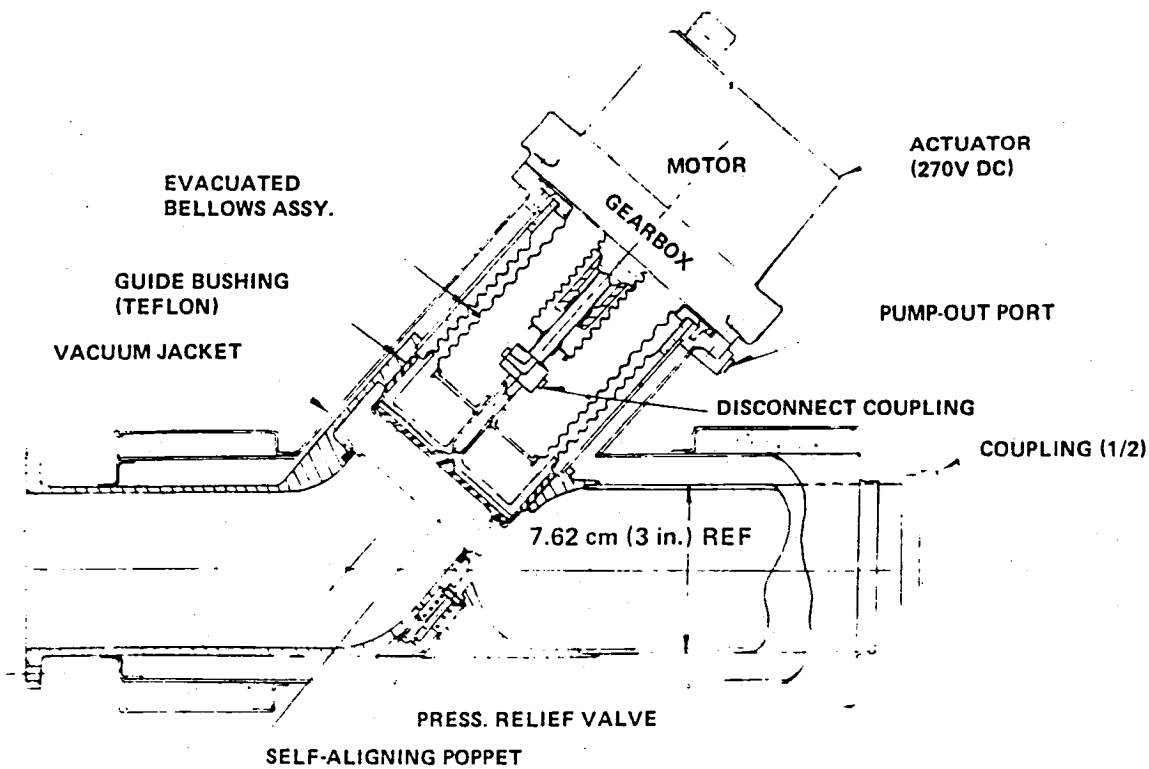 ACTUATOR
(270V DC)
MOTOR
GEARBOX
EVACUATED
BELLOWS ASSY.
GUIDE BUSHING
(TEFLON)
VACUUM JACKET
PUMP-OUT PORT
DISCONNECT COUPLING
COUPLING (1/2)
7.62 cm (3 in.) REF
PRESS. RELIEF VALVE
SELF-ALIGNING POPPET